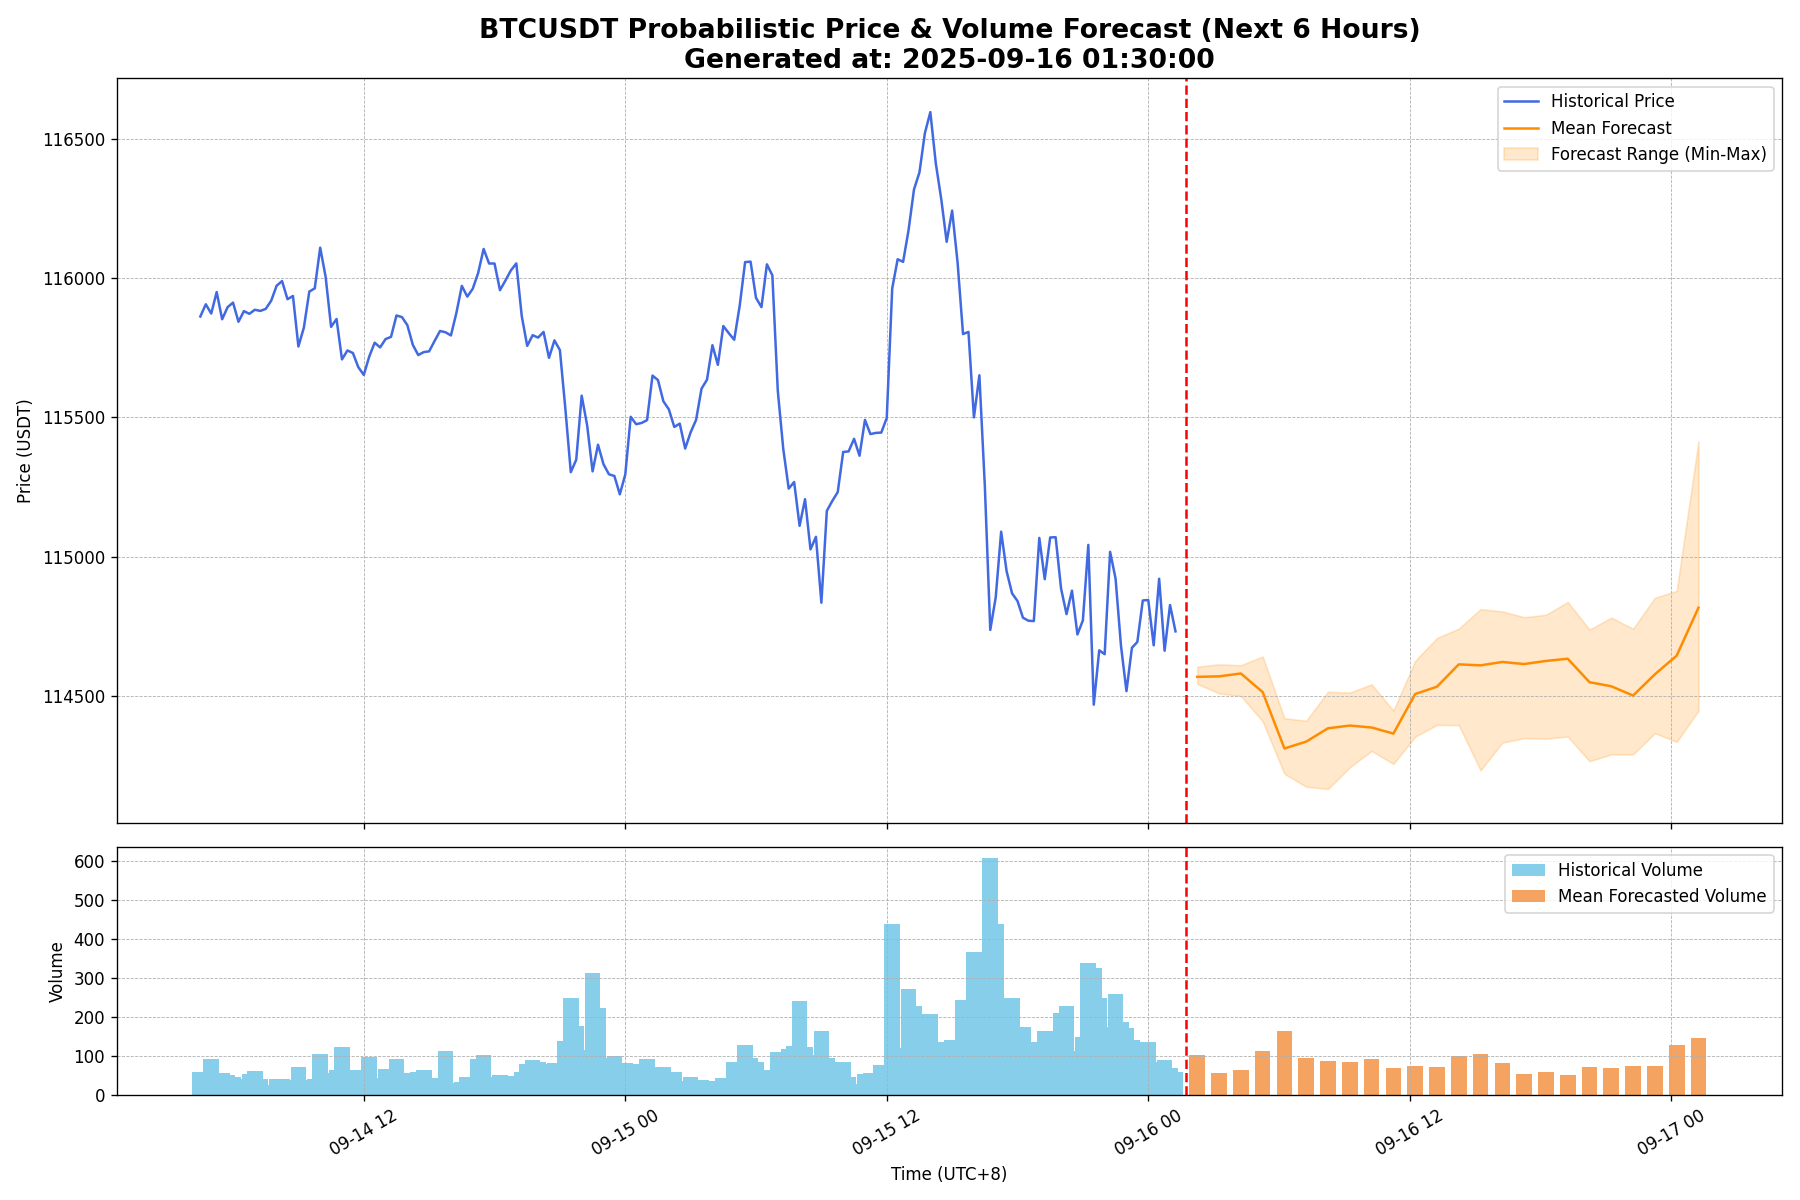 BTCUSDT Probabilistic Price & Volume Forecast (Next 6 Hours)
Generated at: 2025-09-16 01:30:00
Historical Price
Mean Forecast
Forecast Range (Min-Max)
116500
116000
115500
115000
114500
Price (USDT)
Historical Volume
Mean Forecasted Volume
600
500
400
300
200
100
0
Volume
09-14 12
09-15 00
09-15 12
09-16 00
09-16 12
09-17 00
Time (UTC+8)